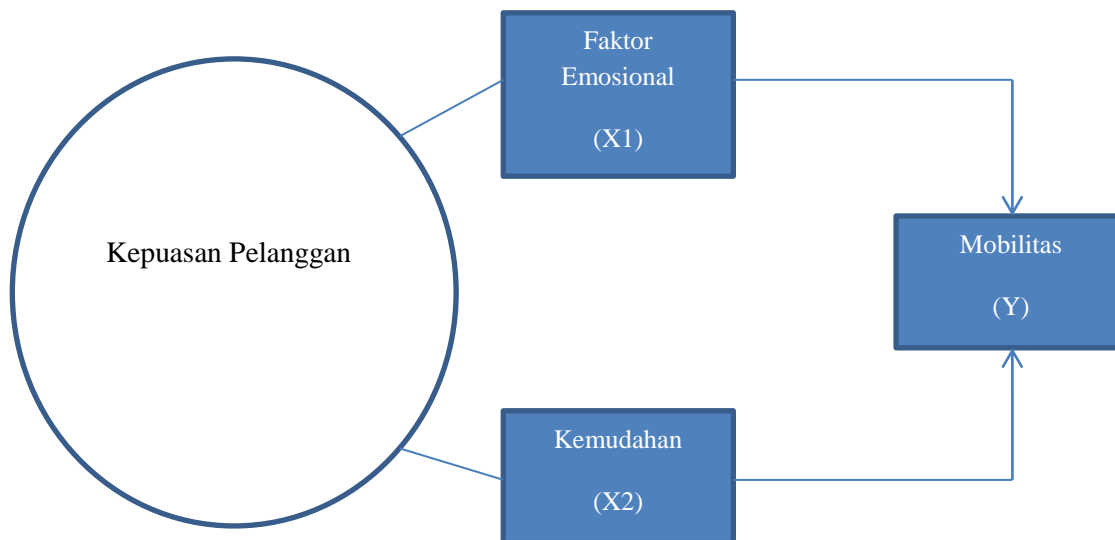 Faktor
Emosional
(X1)
Kepuasan Pelanggan
Mobilitas
(Y)
Kemudahan
(X2)